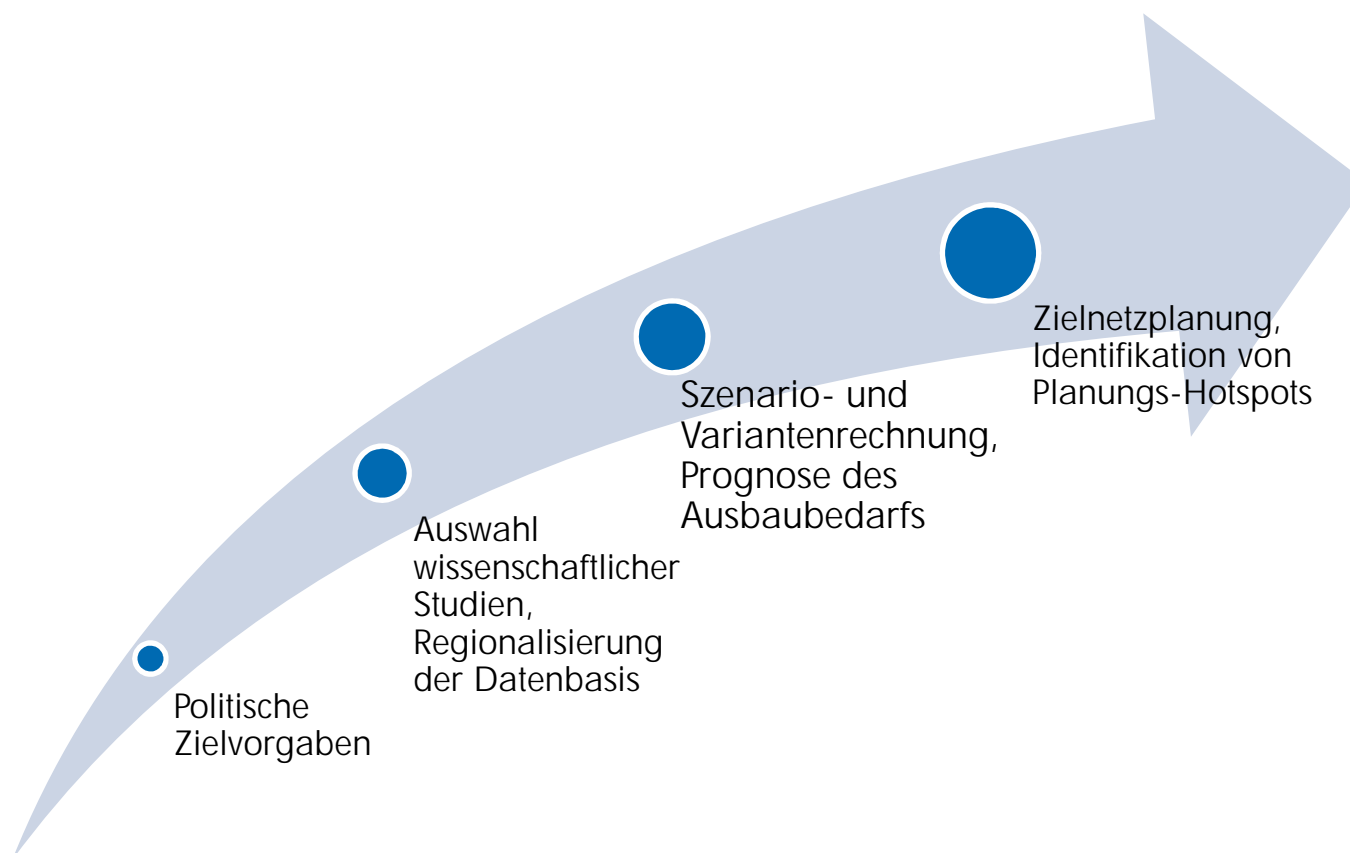 Politische
Zielvorgaben
Auswahl
wissenschaftlicher
Studien,
Regionalisierung
der Datenbasis
Szenario- und
Variantenrechnung,
Prognose des
Ausbaubedarfs
Zielnetzplanung,
Identifikation von
Planungs-Hotspots